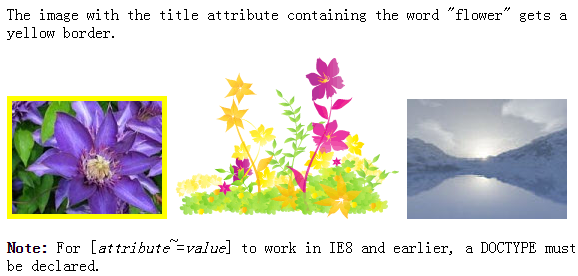 The image with the title attribute containing the word "flower" gets a
yellow border.
Note: For [attribute~=value] to work in IE8 and earlier, a DOCTYPE must
be declared.